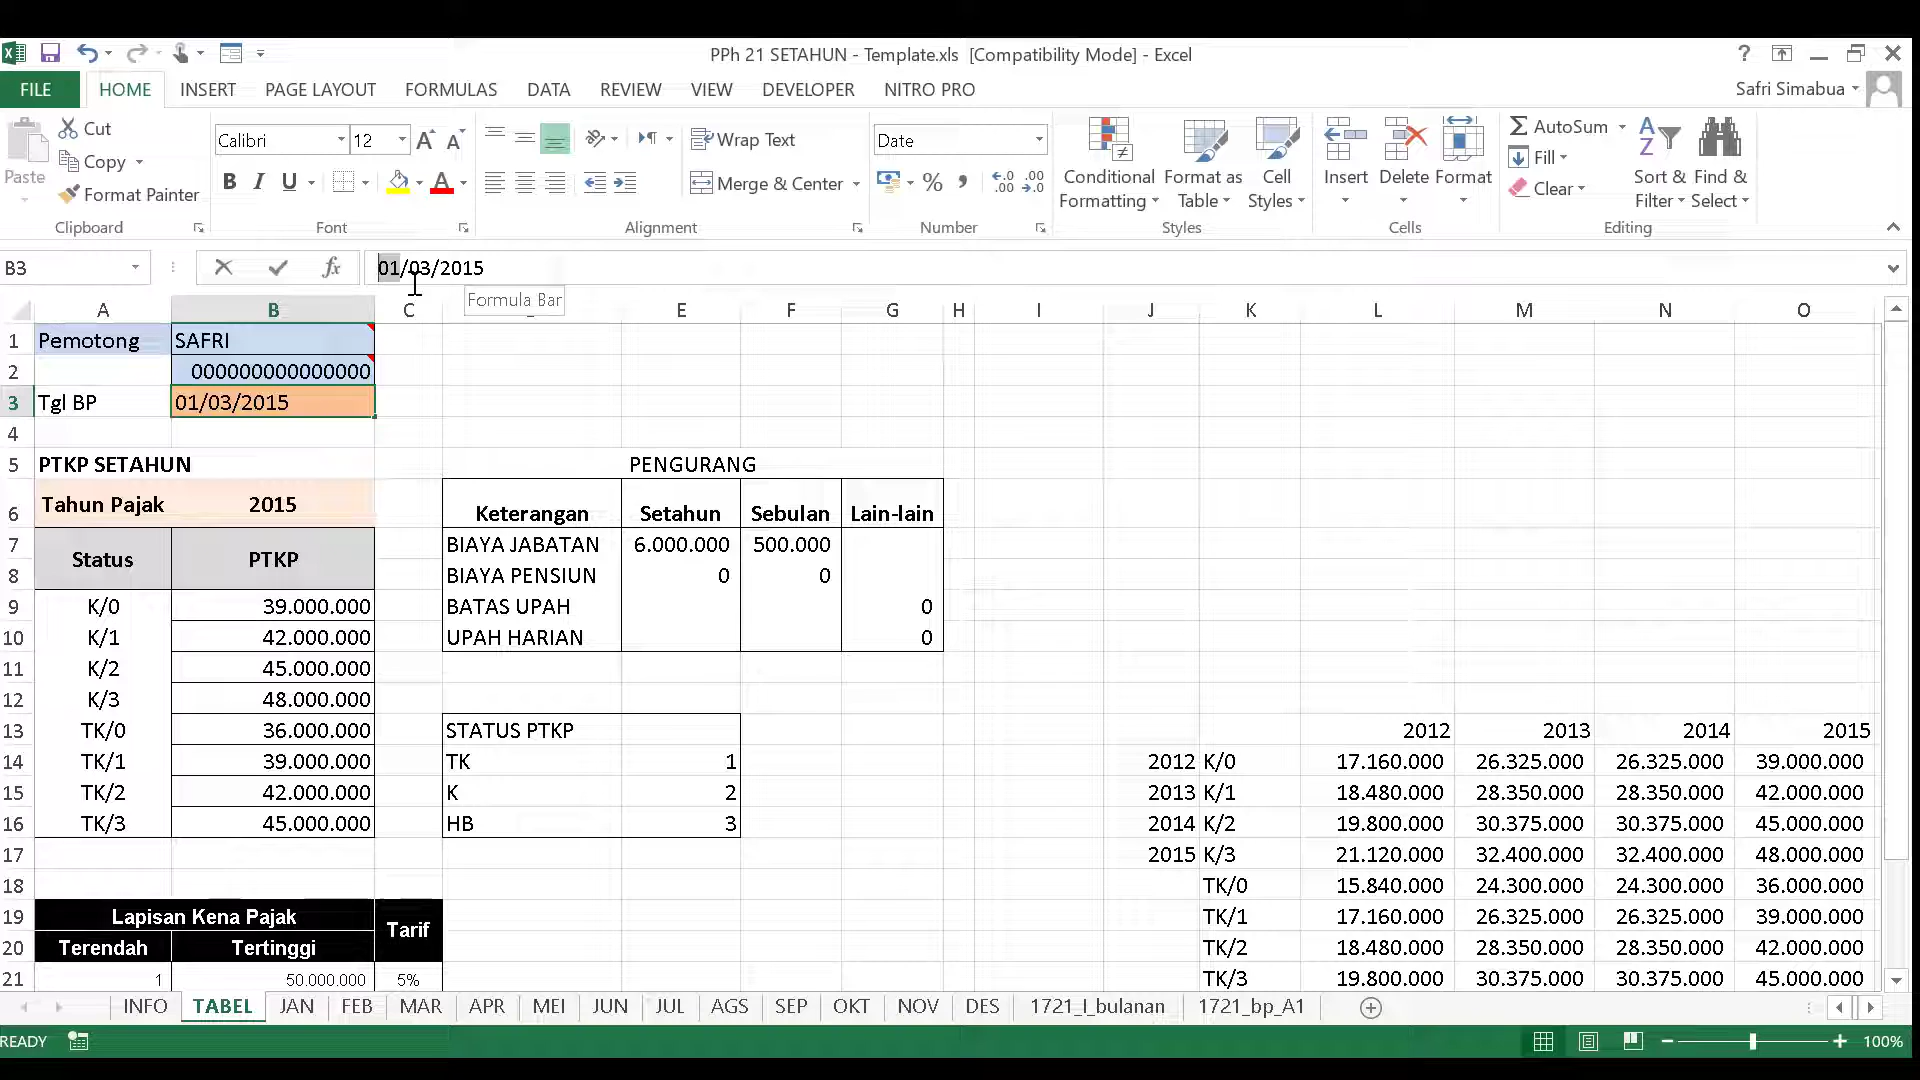 PPh 21 SETAHUN - Template.xls [Compatibility Mode] - Excel
?
FILE HOME INSERT PAGE LAYOUT FORMULAS DATA REVIEW VIEW DEVELOPER NITRO PRO
Safri Simabua
Paste
Cut
Copy
Format Painter
Clipboard
Calibri 12
B I U
Font
Wrap Text
Merge & Center
Alignment
Date
% , .00 .00
Number
Conditional Formatting
Format as Table
Cell Styles
Styles
Insert Delete Format
Cells
AutoSum
Fill
Clear
Sort & Filter
Find & Select
Editing
B3 fx 01/03/2015
Formula Bar
A B C E F G H I J K L M N O
1 Pemotong SAFRI
2 000000000000000
3 Tgl BP 01/03/2015
4
5 PTKP SETAHUN PENGURANG
6 Tahun Pajak 2015 Keterangan Setahun Sebulan Lain-lain
7 Status PTKP BIAYA JABATAN 6.000.000 500.000
8 BIAYA PENSIUN 0 0
9 K/0 39.000.000 BATAS UPAH 0
10 K/1 42.000.000 UPAH HARIAN 0
11 K/2 45.000.000
12 K/3 48.000.000
13 TK/0 36.000.000 STATUS PTKP 2012 2013 2014 2015
14 TK/1 39.000.000 TK 1 2012 K/0 17.160.000 26.325.000 26.325.000 39.000.000
15 TK/2 42.000.000 K 2 2013 K/1 18.480.000 28.350.000 28.350.000 42.000.000
16 TK/3 45.000.000 HB 3 2014 K/2 19.800.000 30.375.000 30.375.000 45.000.000
17 2015 K/3 21.120.000 32.400.000 32.400.000 48.000.000
18 TK/0 15.840.000 24.300.000 24.300.000 36.000.000
19 Lapisan Kena Pajak Tarif TK/1 17.160.000 26.325.000 26.325.000 39.000.000
20 Terendah Tertinggi TK/2 18.480.000 28.350.000 28.350.000 42.000.000
21 1 50.000.000 5% TK/3 19.800.000 30.375.000 30.375.000 45.000.000
INFO TABEL JAN FEB MAR APR MEI JUN JUL AGS SEP OKT NOV DES 1721_I_bulanan 1721_bp_A1
READY 100%